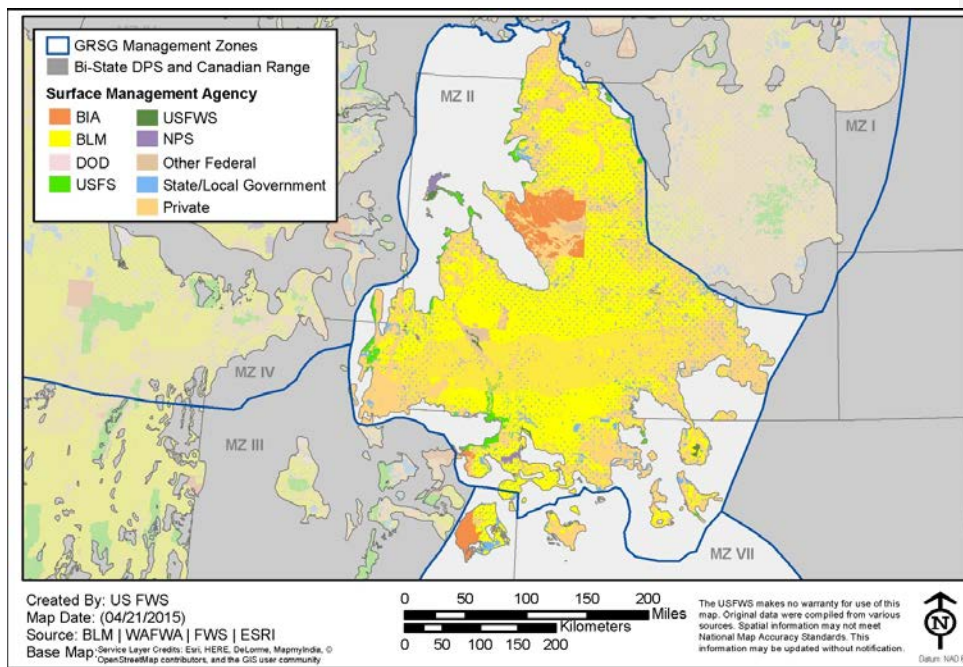 GRSG Management Zones
Bi-State DPS and Canadian Range
Surface Management Agency
BIA
BLM
DOD
USFS
USFWS
NPS
Other Federal
State/Local Government
Private
MZ II
MZ I
MZ IV
MZ III
MZ VII
Created By: US FWS
Map Date: (04/21/2015)
Source: BLM | WAFWA | FWS | ESRI
Base Map: Service Layer Credits: Esri, HERE, DeLorme, MapmyIndia, ©
OpenStreetMap contributors, and the GIS user community
0 50 100 150 200
Miles
Kilometers
0 50 100 150 200
The USFWS makes no warranty for use of this
map. Original data were compiled from various
sources. Spatial information may not meet
National Map Accuracy Standards. This
information may be updated without notification.
N
Datum: NAD